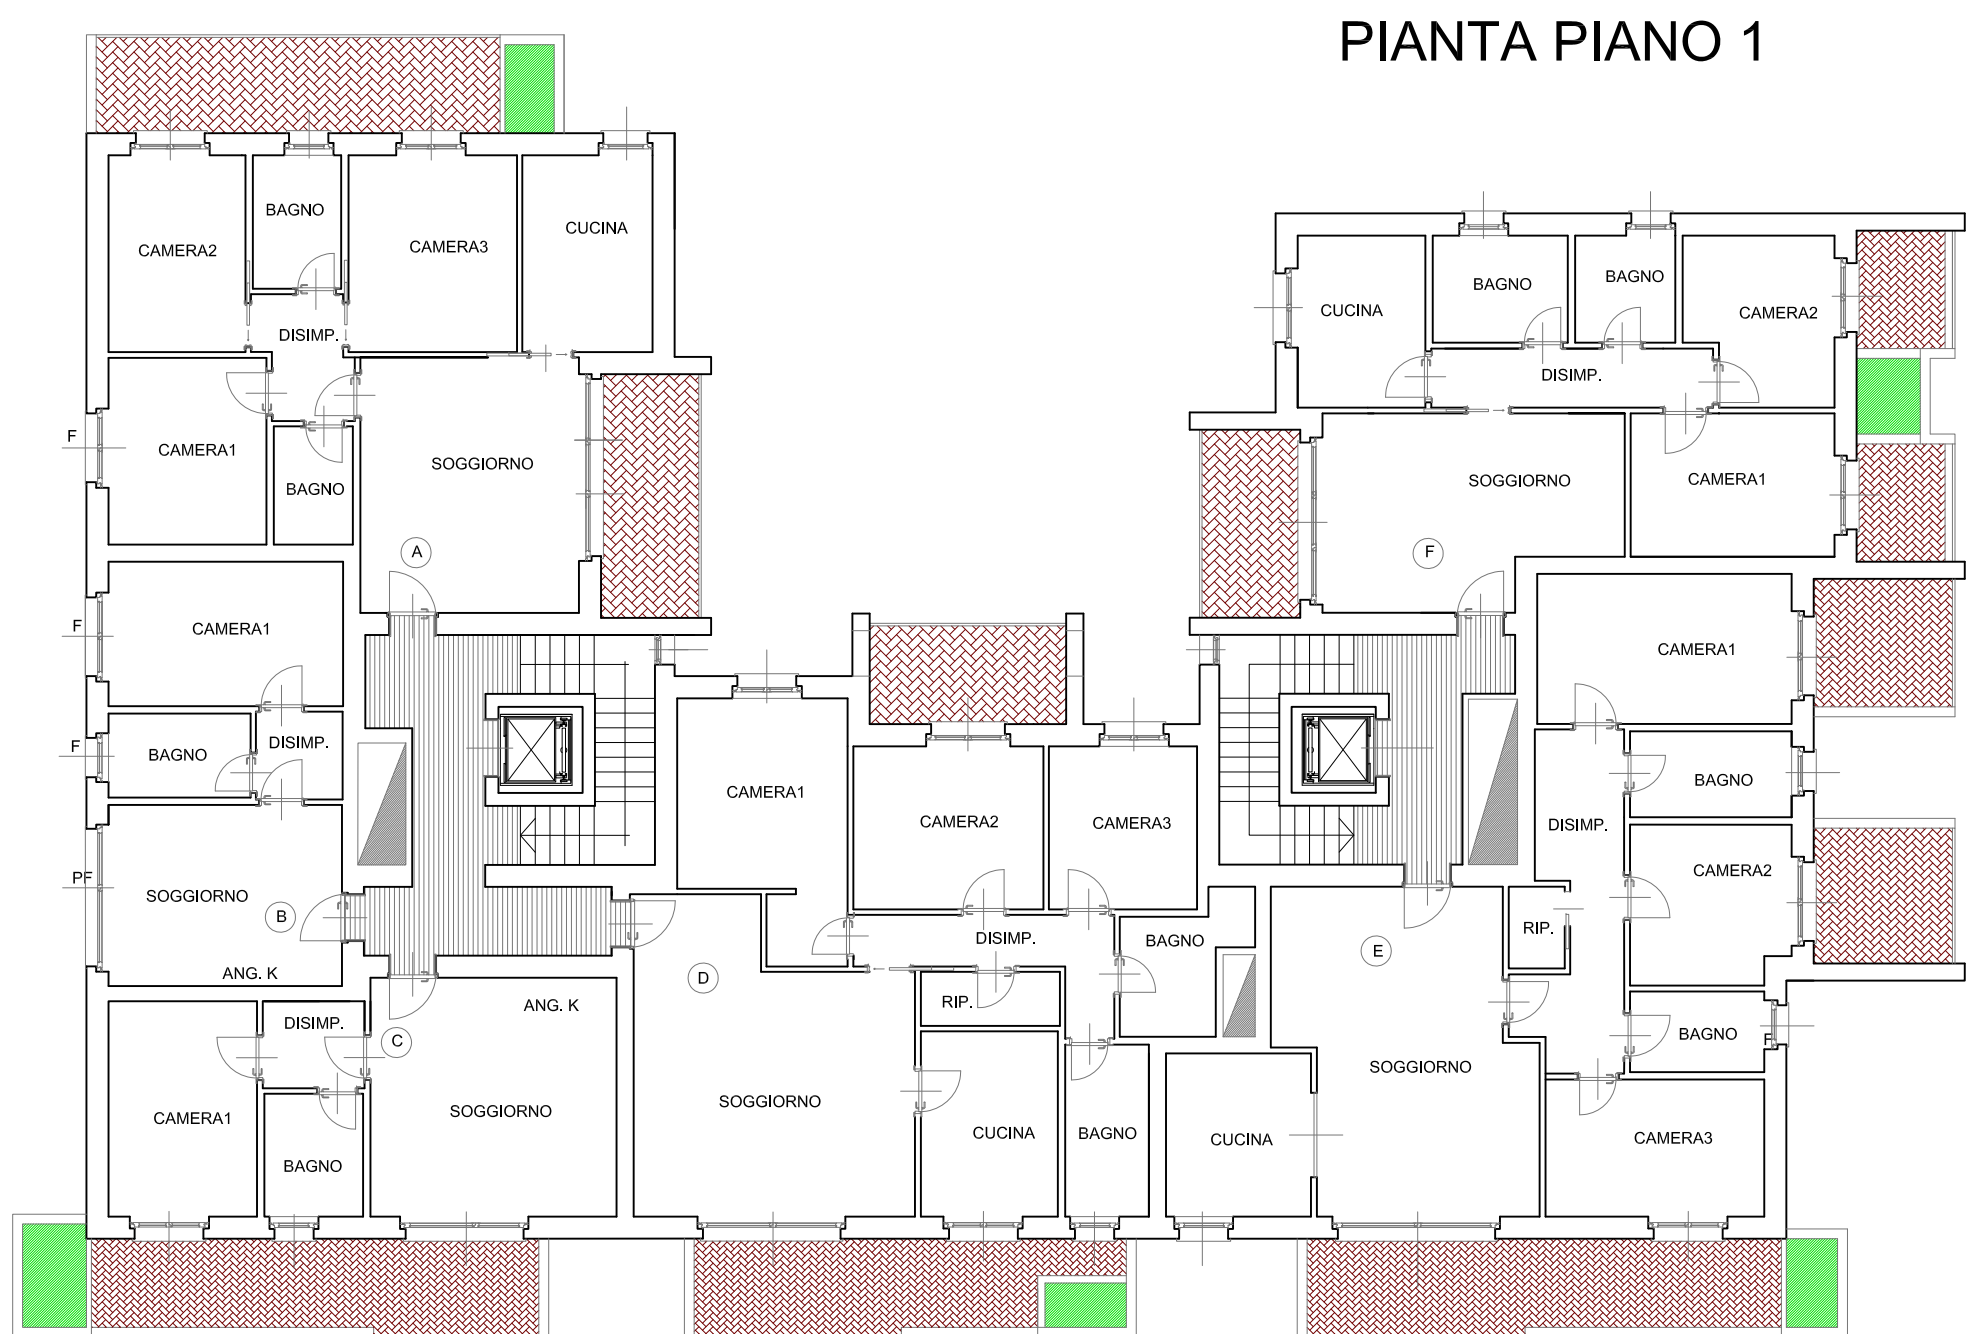 PIANTA PIANO 1
BAGNO
CUCINA
CAMERA2
CAMERA3
DISIMP.
F
CAMERA1
SOGGIORNO
BAGNO
A
BAGNO
BAGNO
CUCINA
CAMERA2
DISIMP.
SOGGIORNO
CAMERA1
F
F
CAMERA1
F
BAGNO
DISIMP.
PF
SOGGIORNO
B
ANG. K
CAMERA1
CAMERA2
CAMERA3
DISIMP.
BAGNO
D
RIP.
CAMERA1
BAGNO
DISIMP.
CAMERA2
RIP.
E
BAGNO
F
SOGGIORNO
CAMERA3
DISIMP.
ANG. K
C
CAMERA1
SOGGIORNO
BAGNO
SOGGIORNO
CUCINA
BAGNO
CUCINA